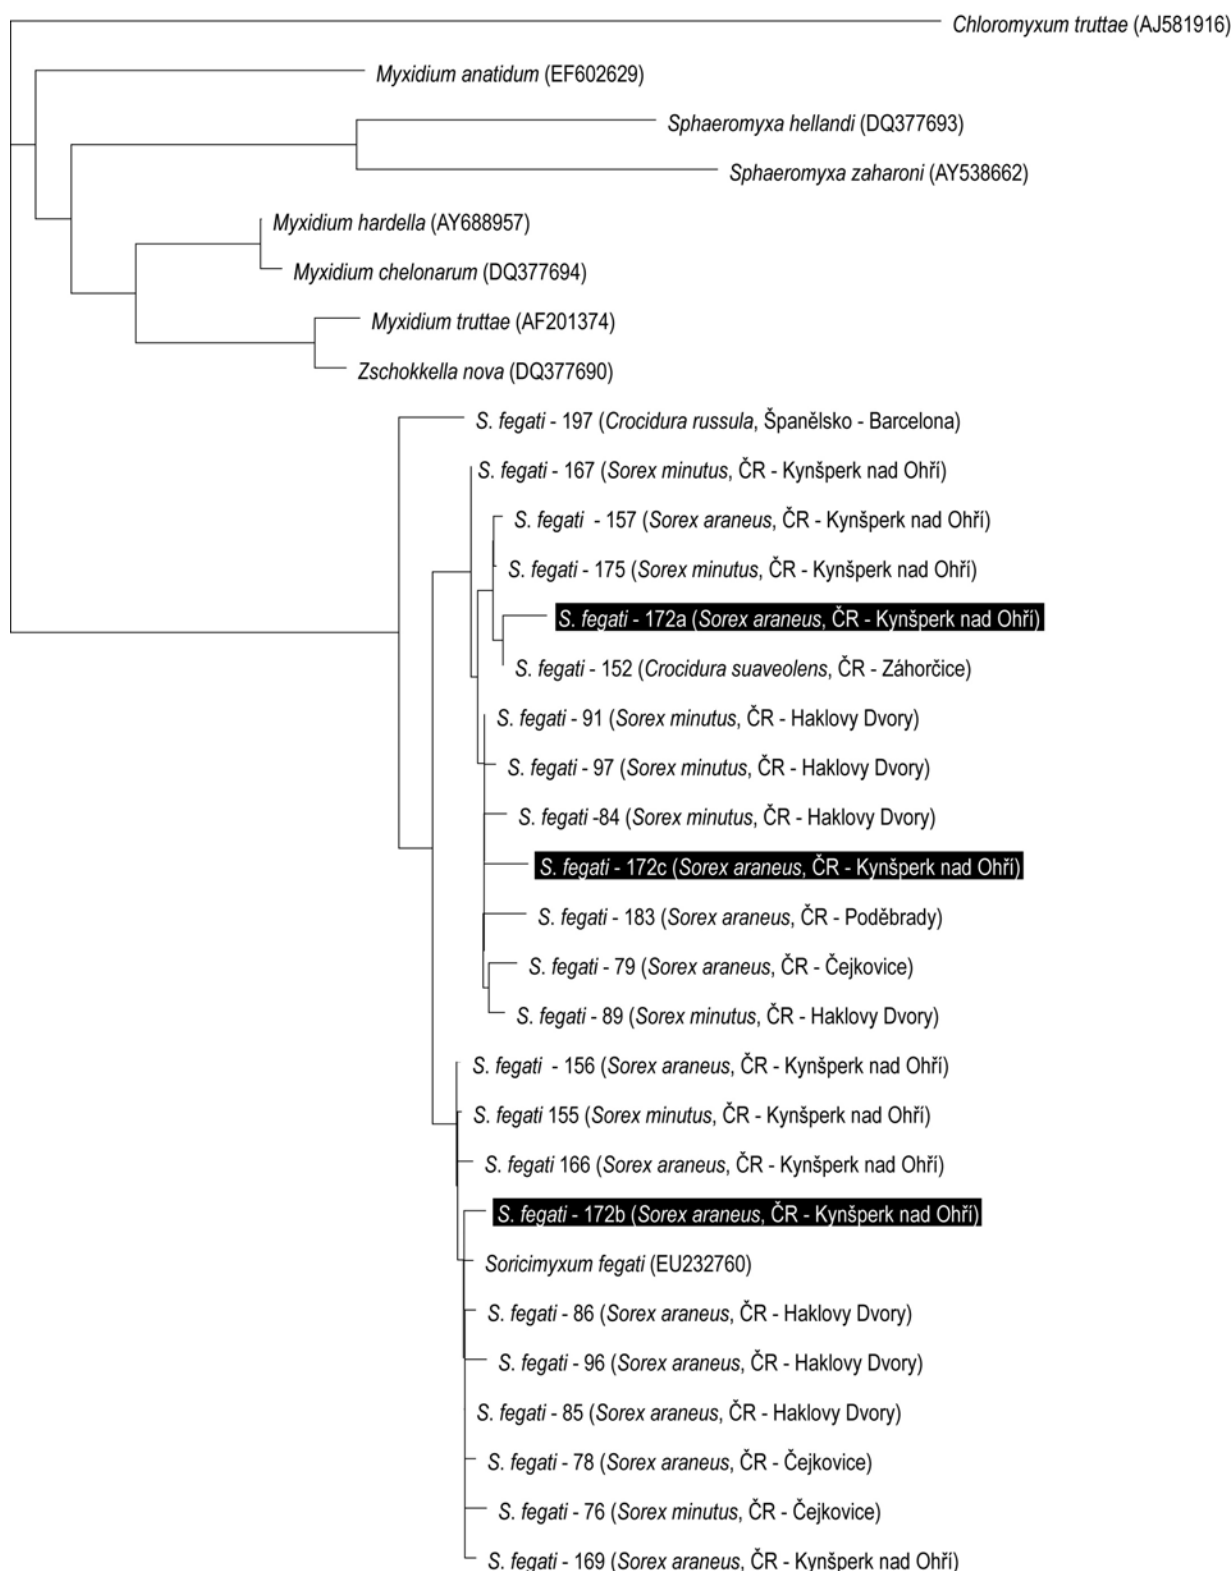 Chloromyxum truttae (AJ581916)
Myxidium anatidum (EF602629)
Sphaeromyxa hellandi (DQ377693)
Sphaeromyxa zaharoni (AY538662)
Myxidium hardella (AY688957)
Myxidium chelonarum (DQ377694)
Myxidium truttae (AF201374)
Zschokkella nova (DQ377690)
S. fegati - 197 (Crocidura russula, Španělsko - Barcelona)
S. fegati - 167 (Sorex minutus, ČR - Kynšperk nad Ohří)
S. fegati - 157 (Sorex araneus, ČR - Kynšperk nad Ohří)
S. fegati - 175 (Sorex minutus, ČR - Kynšperk nad Ohří)
S. fegati - 172a (Sorex araneus, ČR - Kynšperk nad Ohří)
S. fegati - 152 (Crocidura suaveolens, ČR - Záhorčice)
S. fegati - 91 (Sorex minutus, ČR - Haklovy Dvory)
S. fegati - 97 (Sorex minutus, ČR - Haklovy Dvory)
S. fegati -84 (Sorex minutus, ČR - Haklovy Dvory)
S. fegati - 172c (Sorex araneus, ČR - Kynšperk nad Ohří)
S. fegati - 183 (Sorex araneus, ČR - Poděbrady)
S. fegati - 79 (Sorex araneus, ČR - Čejkovice)
S. fegati - 89 (Sorex minutus, ČR - Haklovy Dvory)
S. fegati - 156 (Sorex araneus, ČR - Kynšperk nad Ohří)
S. fegati 155 (Sorex minutus, ČR - Kynšperk nad Ohří)
S. fegati 166 (Sorex araneus, ČR - Kynšperk nad Ohří)
S. fegati - 172b (Sorex araneus, ČR - Kynšperk nad Ohří)
Soricimyxum fegati (EU232760)
S. fegati - 86 (Sorex araneus, ČR - Haklovy Dvory)
S. fegati - 96 (Sorex araneus, ČR - Haklovy Dvory)
S. fegati - 85 (Sorex araneus, ČR - Haklovy Dvory)
S. fegati - 78 (Sorex araneus, ČR - Čejkovice)
S. fegati - 76 (Sorex minutus, ČR - Čejkovice)
S. fegati - 169 (Sorex araneus, ČR - Kynšperk nad Ohří)